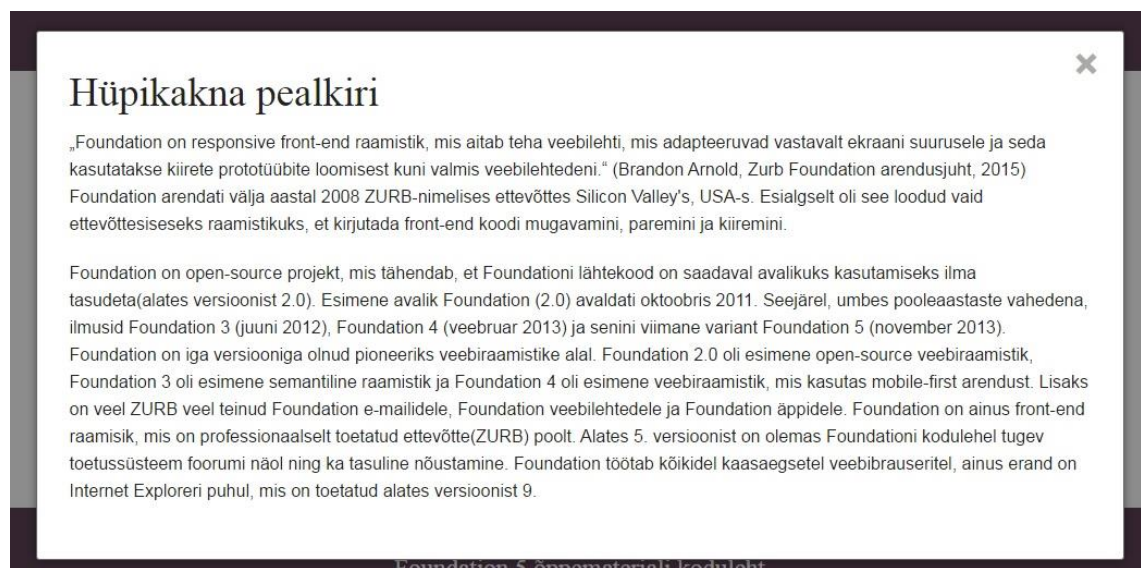 Hüpikakna pealkiri
„Foundation on responsive front-end raamistik, mis aitab teha veebilehti, mis adapteeruvad vastavalt ekraani suurusele ja seda
kasutatakse kiirete prototüübite loomisest kuni valmis veebilehtedeni.“ (Brandon Arnold, Zurb Foundation arendusjuht, 2015)
Foundation arendati välja aastal 2008 ZURB-nimelises ettevõttes Silicon Valley's, USA-s. Esialgselt oli see loodud vaid
ettevõttesiseseks raamistikuks, et kirjutada front-end koodi mugavamini, paremini ja kiiremini.
Foundation on open-source projekt, mis tähendab, et Foundationi lähtekood on saadaval avalikuks kasutamiseks ilma
tasudeta(alates versioonist 2.0). Esimene avalik Foundation (2.0) avaldati oktoobris 2011. Seejärel, umbes pooleaastaste vahedena,
ilmusid Foundation 3 (juuni 2012), Foundation 4 (veebruar 2013) ja senini viimane variant Foundation 5 (november 2013).
Foundation on iga versiooniga olnud pioneeriks veebiraamistike alal. Foundation 2.0 oli esimene open-source veebiraamistik,
Foundation 3 oli esimene semantiline raamistik ja Foundation 4 oli esimene veebiraamistik, mis kasutas mobile-first arendust. Lisaks
on veel ZURB veel teinud Foundation e-mailidele, Foundation veebilehtedele ja Foundation äppidele. Foundation on ainus front-end
raamisik, mis on professionaalselt toetatud ettevõtte(ZURB) poolt. Alates 5. versioonist on olemas Foundationi kodulehel tugev
toetussüsteem foorumi näol ning ka tasuline nõustamine. Foundation töötab kõikidel kaasaegsetel veebibrauseritel, ainus erand on
Internet Exploreri puhul, mis on toetatud alates versioonist 9.
Foundation 5 õppematerjali koduleht